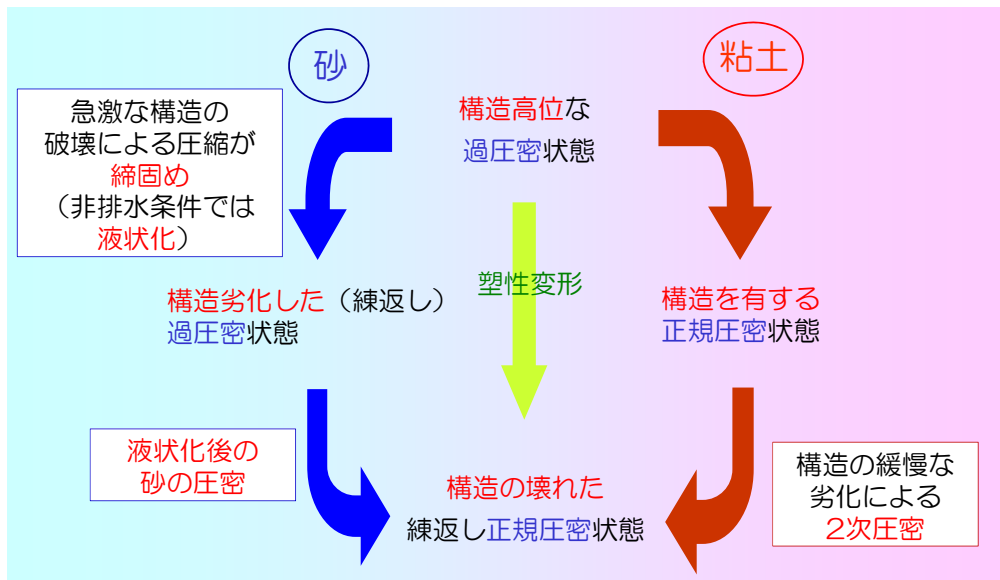 砂
粘土
急激な構造の
破壊による圧縮が
締固め
（非排水条件では
液状化）
構造高位な
過圧密状態
塑性変形
構造劣化した（練返し）
過圧密状態
構造を有する
正規圧密状態
液状化後の
砂の圧密
構造の壊れた
練返し正規圧密状態
構造の緩慢な
劣化による
2次圧密